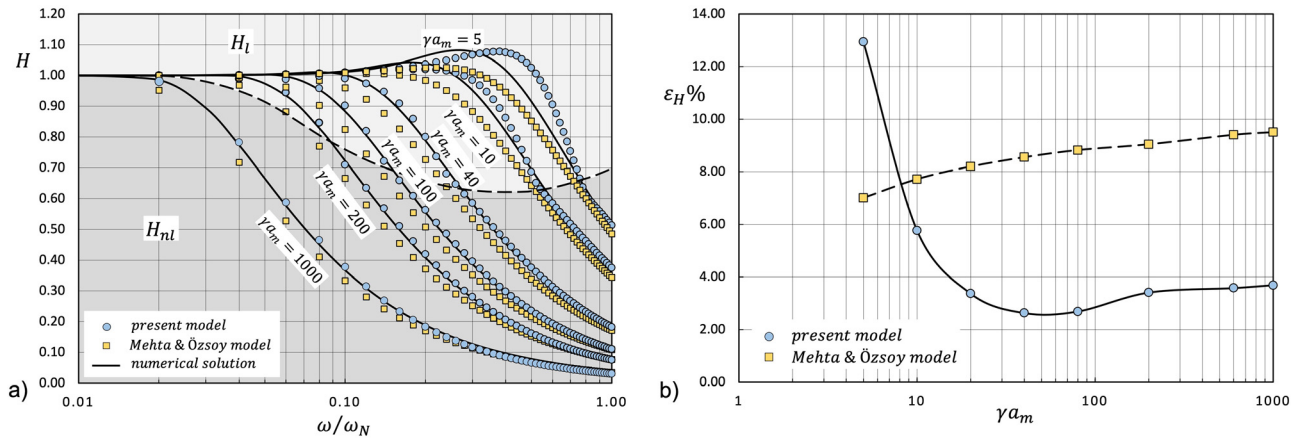 1.20
1.10
1.00
0.90
0.80
0.70
0.60
0.50
0.40
0.30
0.20
0.10
0.00
H
H_l
H_{nl}
γa_m = 5
γa_m = 10
γa_m = 40
γa_m = 100
γa_m = 200
γa_m = 1000
present model
Mehta & Özsoy model
numerical solution
0.01 0.10 1.00
ω/ω_N
a)
14.00
12.00
10.00
8.00
6.00
4.00
2.00
0.00
ε_H%
present model
Mehta & Özsoy model
1 10 100 1000
γa_m
b)